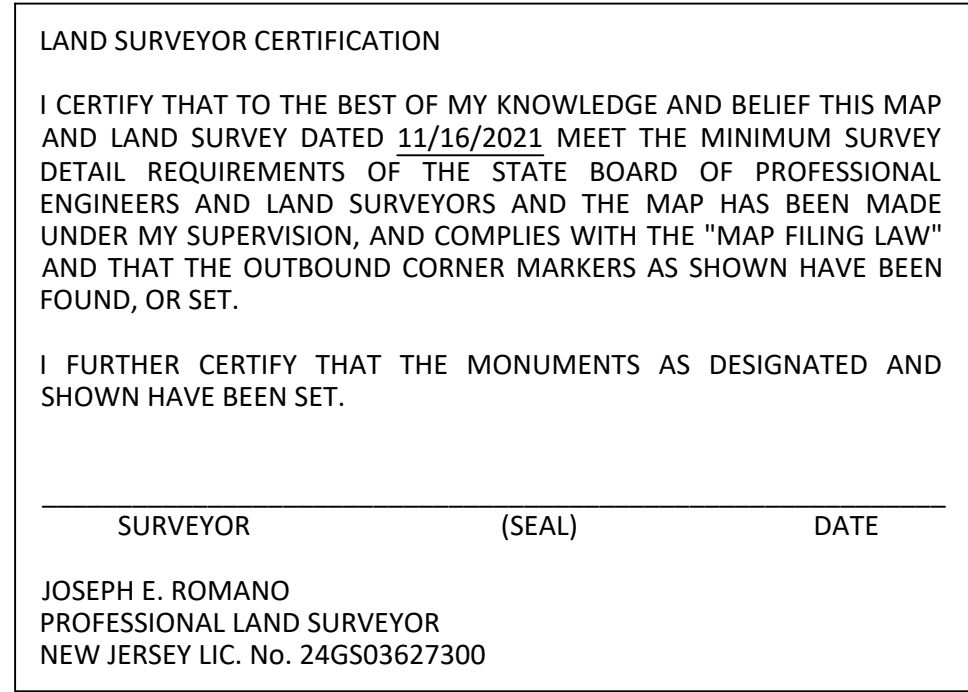 LAND SURVEYOR CERTIFICATION
I CERTIFY THAT TO THE BEST OF MY KNOWLEDGE AND BELIEF THIS MAP
AND LAND SURVEY DATED 11/16/2021 MEET THE MINIMUM SURVEY
DETAIL REQUIREMENTS OF THE STATE BOARD OF PROFESSIONAL
ENGINEERS AND LAND SURVEYORS AND THE MAP HAS BEEN MADE
UNDER MY SUPERVISION, AND COMPLIES WITH THE "MAP FILING LAW"
AND THAT THE OUTBOUND CORNER MARKERS AS SHOWN HAVE BEEN
FOUND, OR SET.
I FURTHER CERTIFY THAT THE MONUMENTS AS DESIGNATED AND
SHOWN HAVE BEEN SET.
SURVEYOR (SEAL) DATE
JOSEPH E. ROMANO
PROFESSIONAL LAND SURVEYOR
NEW JERSEY LIC. No. 24GS03627300